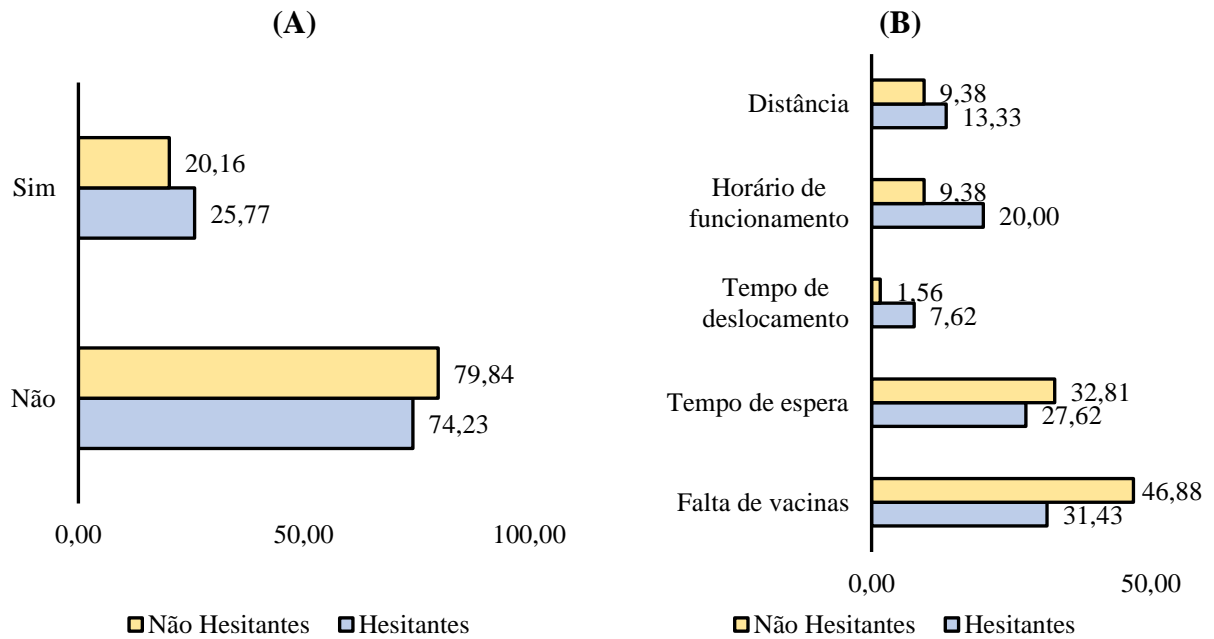 (A)
Sim
20,16
25,77
Não
79,84
74,23
0,00 50,00 100,00
Não Hesitantes Hesitantes
(B)
Distância
9,38
13,33
Horário de
funcionamento
9,38
20,00
Tempo de
deslocamento
1,56
7,62
Tempo de espera
32,81
27,62
Falta de vacinas
46,88
31,43
0,00 50,00
Não Hesitantes Hesitantes